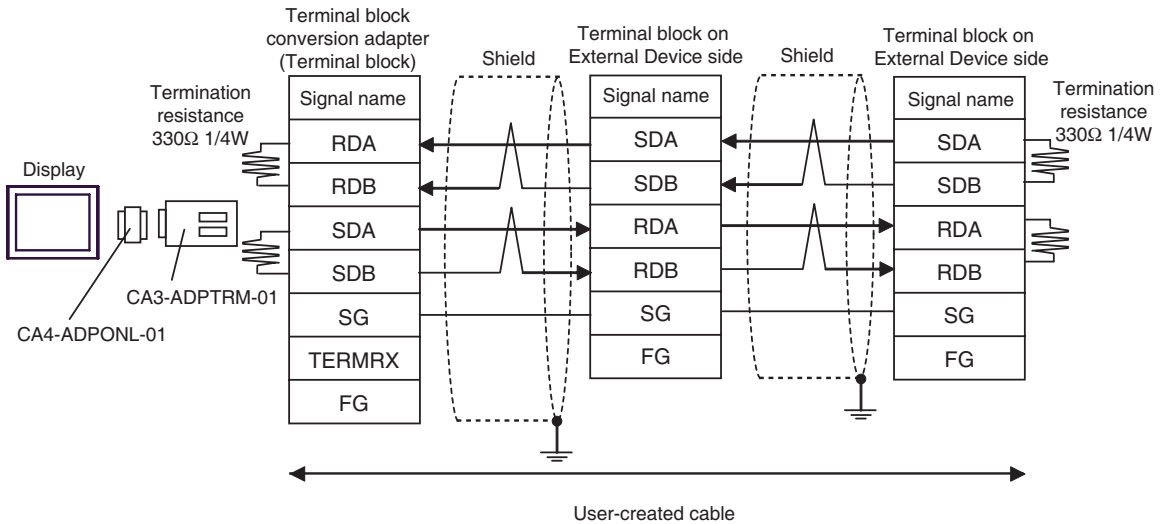 Terminal block
conversion adapter
(Terminal block)
Shield
Terminal block on
External Device side
Shield
Terminal block on
External Device side
Termination
resistance
330Ω 1/4W
Termination
resistance
330Ω 1/4W
Display
CA3-ADPTRM-01
CA4-ADPONL-01
Signal name
RDA
RDB
SDA
SDB
SG
TERMRX
FG
Signal name
SDA
SDB
RDA
RDB
SG
FG
Signal name
SDA
SDB
RDA
RDB
SG
FG
User-created cable